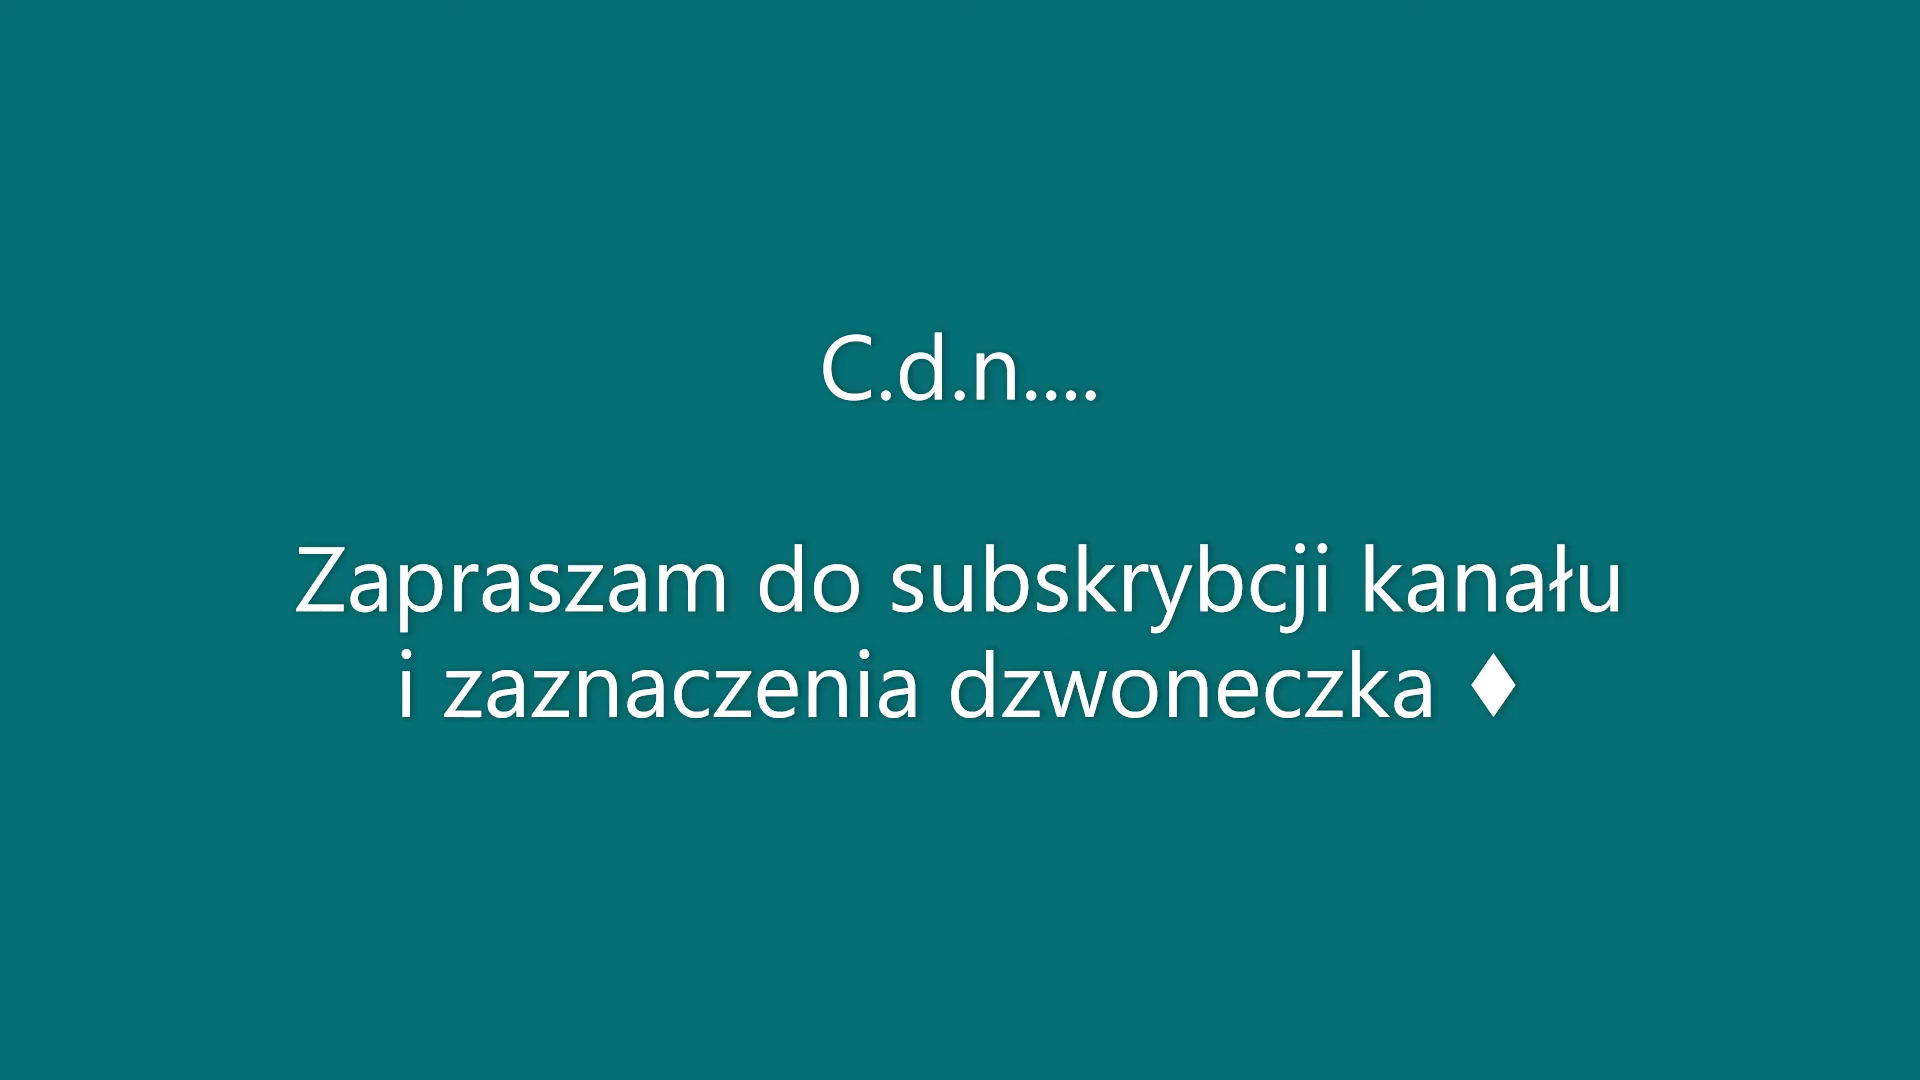 C.d.n....
Zapraszam do subskrybcji kanału
i zaznaczenia dzwoneczka ♦